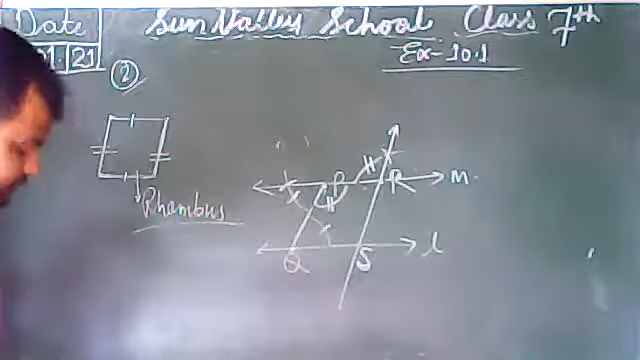 Date
Sun Valley School Class 7th
Ex-10.1
21
②
Rhombus
P
R
m.
Q
S
l